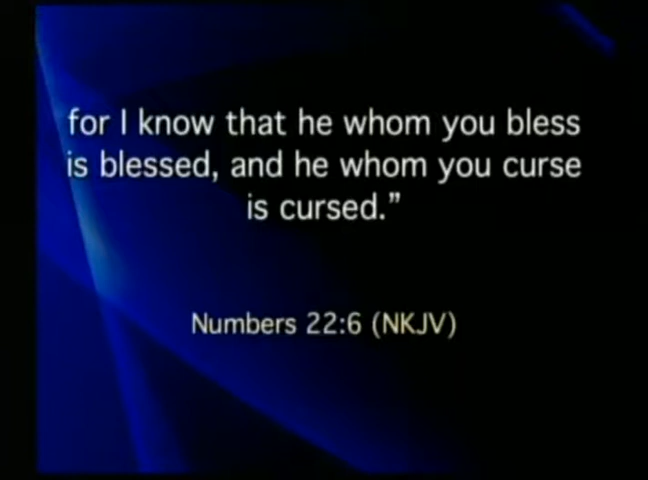 for I know that he whom you bless
is blessed, and he whom you curse
is cursed.”
Numbers 22:6 (NKJV)